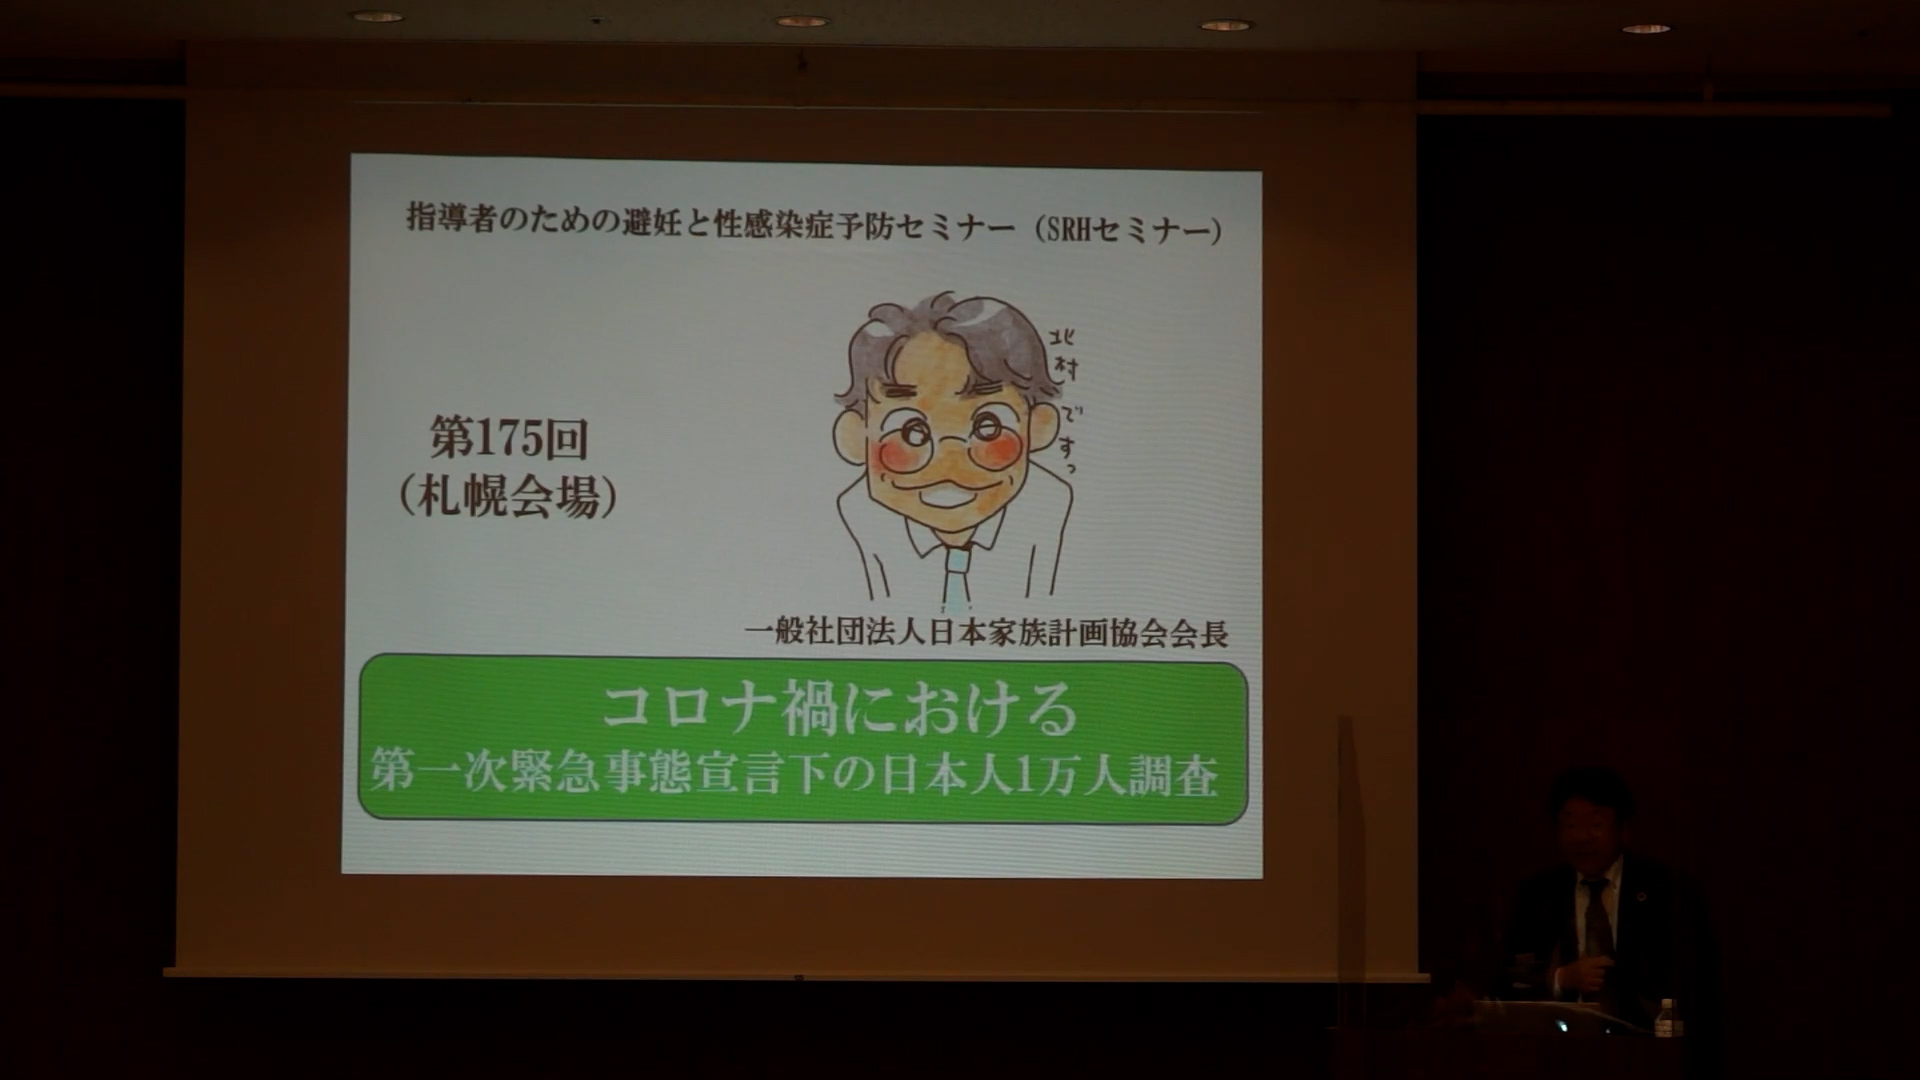 指導者のための避妊と性感染症予防セミナー（SRHセミナー）
第175回
（札幌会場）
北村ですっ
一般社団法人日本家族計画協会会長
コロナ禍における
第一次緊急事態宣言下の日本人1万人調査